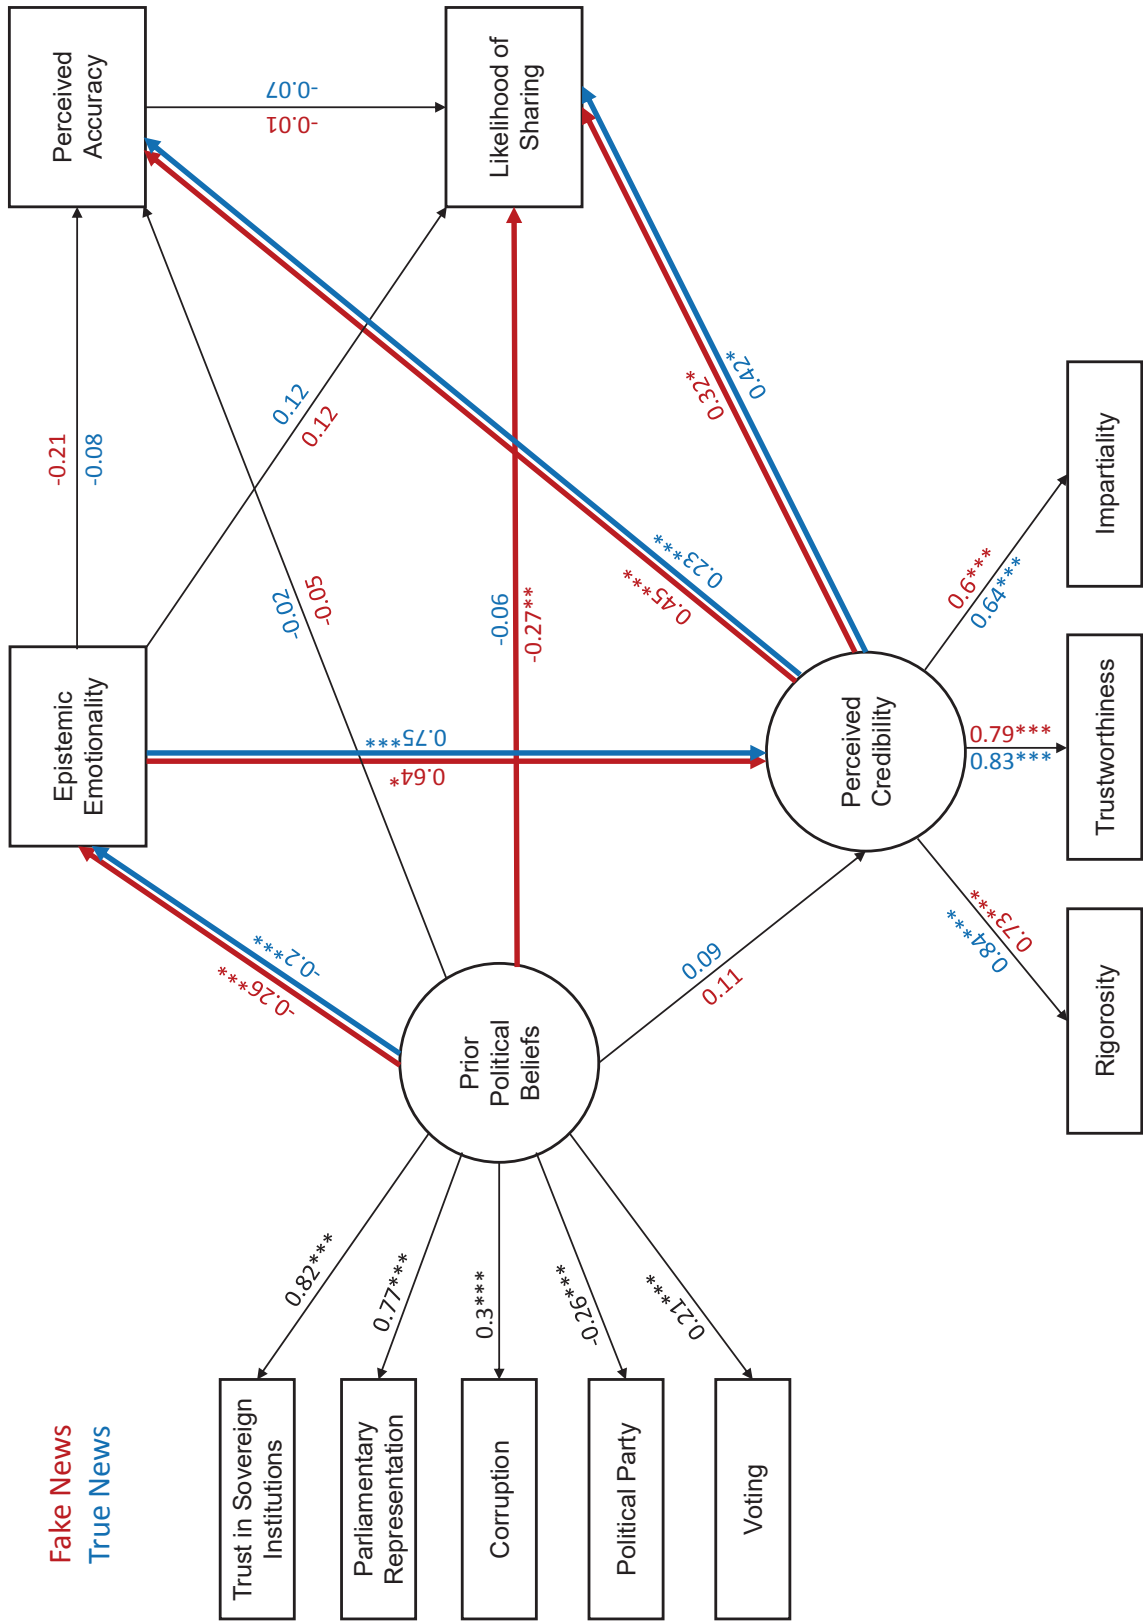 Fake News
True News
Trust in Sovereign
Institutions
Parliamentary
Representation
Corruption
Political Party
Voting
0.82***
0.77***
0.3***
-0.26***
0.21***
Prior
Political
Beliefs
-0.26***
-0.2***
-0.02
-0.05
-0.06
-0.27**
0.09
0.11
Epistemic
Emotionality
-0.21
-0.08
0.12
0.12
0.64*
0.75***
Perceived
Credibility
0.45***
0.23***
0.32*
0.42*
0.84***
0.73***
0.83***
0.79***
0.6***
0.64***
Rigorosity
Trustworthiness
Impartiality
Perceived
Accuracy
-0.01
-0.07
Likelihood of
Sharing